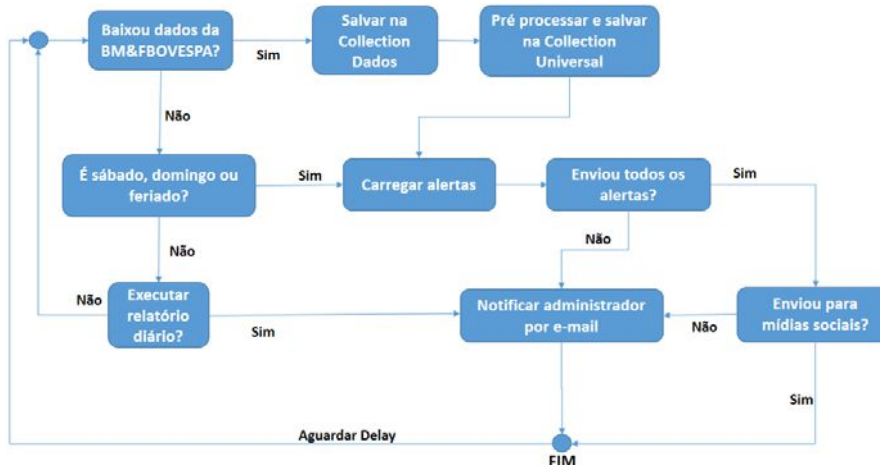 Baixou dados da
BM&FBOVESPA?
Sim
Salvar na
Collection
Dados
Pré processar e salvar
na Collection
Universal
Não
É sábado, domingo ou
feriado?
Sim
Carregar alertas
Enviou todos os
alertas?
Sim
Não
Não
Executar
relatório
diário?
Não
Sim
Notificar administrador
por e-mail
Não
Enviou para
mídias sociais?
Sim
Aguardar Delay
FIM